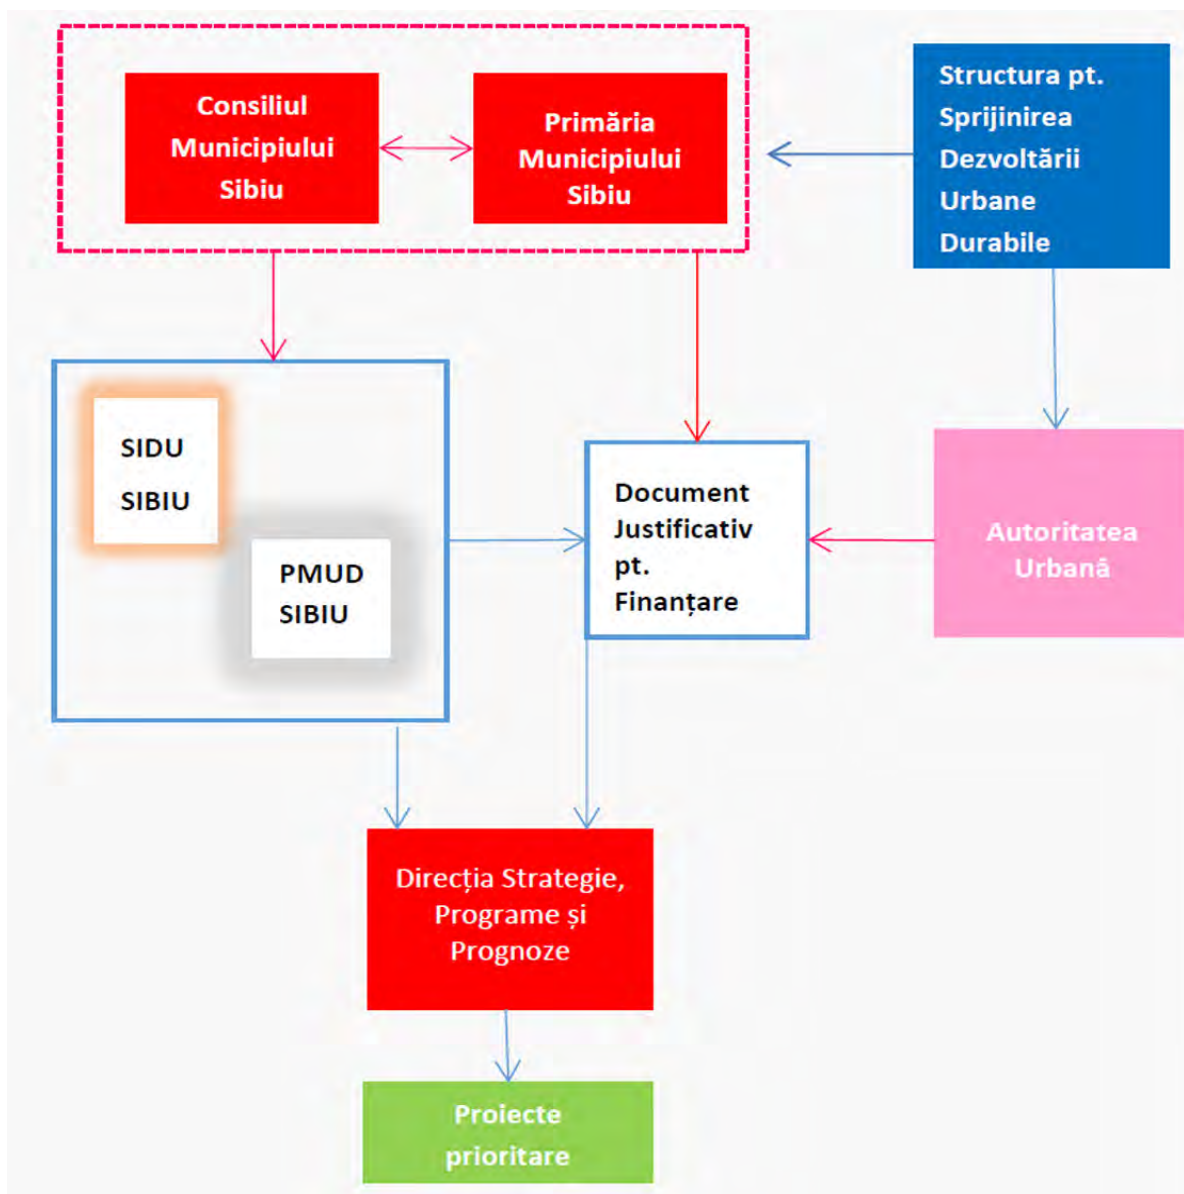 Consiliul
Municipiului
Sibiu
Primăria
Municipiului
Sibiu
Structura pt.
Sprijinirea
Dezvoltării
Urbane
Durabile
SIDU
SIBIU
PMUD
SIBIU
Document
Justificativ
pt.
Finanțare
Autoritatea
Urbană
Direcția Strategie,
Programe și
Prognoze
Proiecte
prioritare